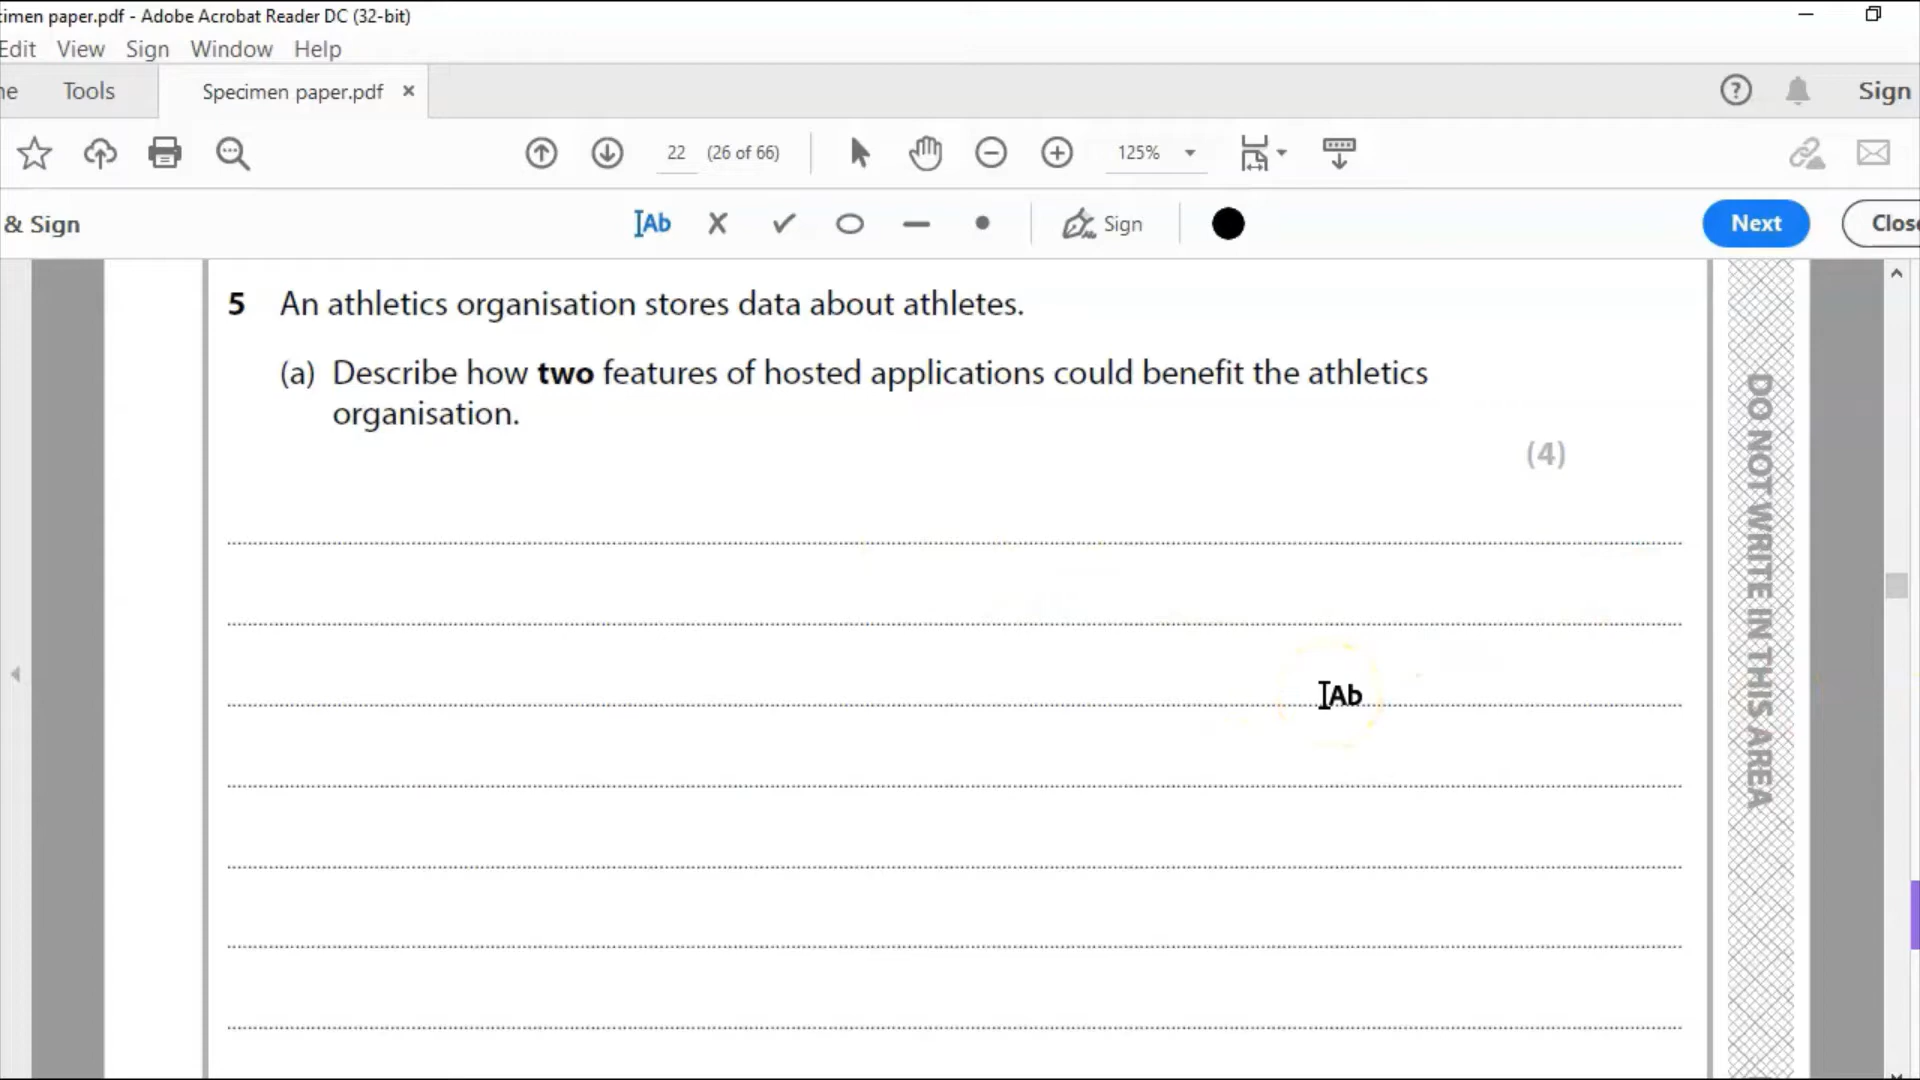 imen paper.pdf - Adobe Acrobat Reader DC (32-bit)
Edit View Sign Window Help
Tools
Specimen paper.pdf
Sign
22 (26 of 66)
125%
& Sign
Ab
Sign
Next
Close
5 An athletics organisation stores data about athletes.
(a) Describe how two features of hosted applications could benefit the athletics
organisation.
(4)
Ab
DO NOT WRITE IN THIS AREA